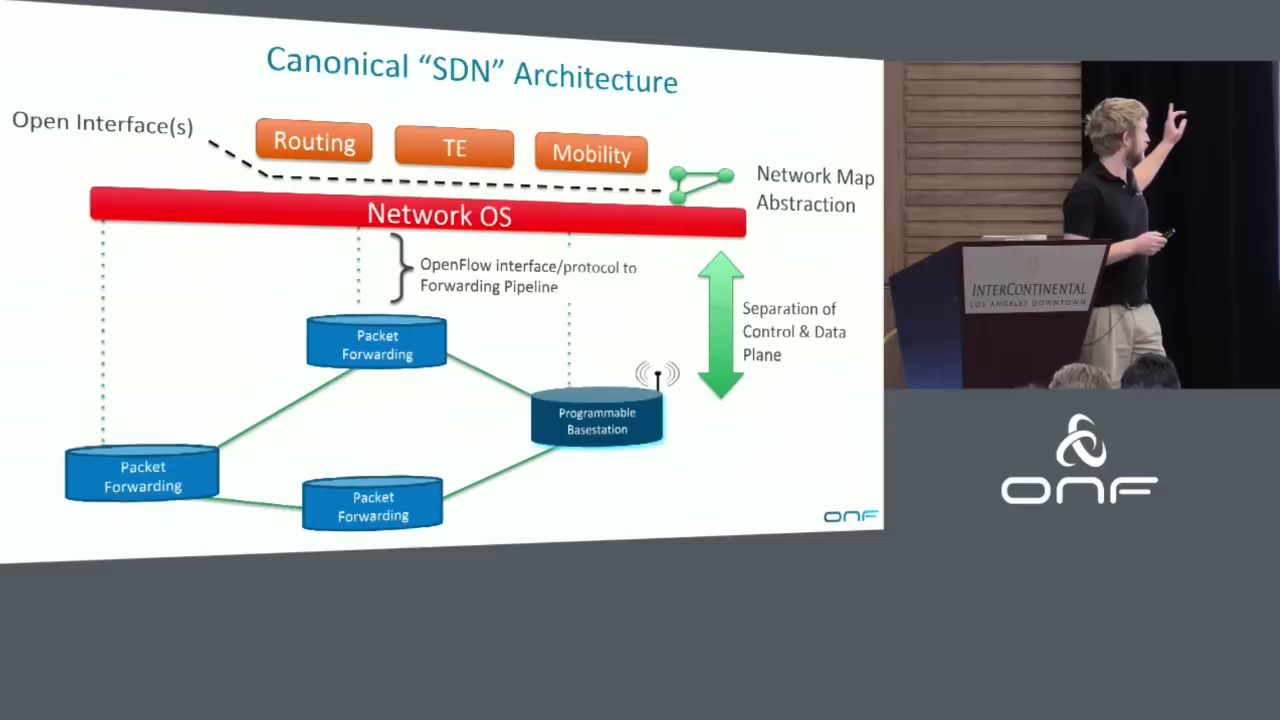 Canonical “SDN” Architecture
Open Interface(s)
Routing
TE
Mobility
Network Map
Abstraction
Network OS
OpenFlow interface/protocol to
Forwarding Pipeline
Separation of
Control & Data
Plane
Packet
Forwarding
Programmable
Basestation
Packet
Forwarding
Packet
Forwarding
ONF
INTERCONTINENTAL
LOS ANGELES DOWNTOWN
ONF